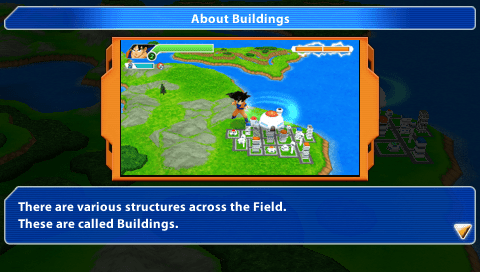 About Buildings
There are various structures across the Field.
These are called Buildings.